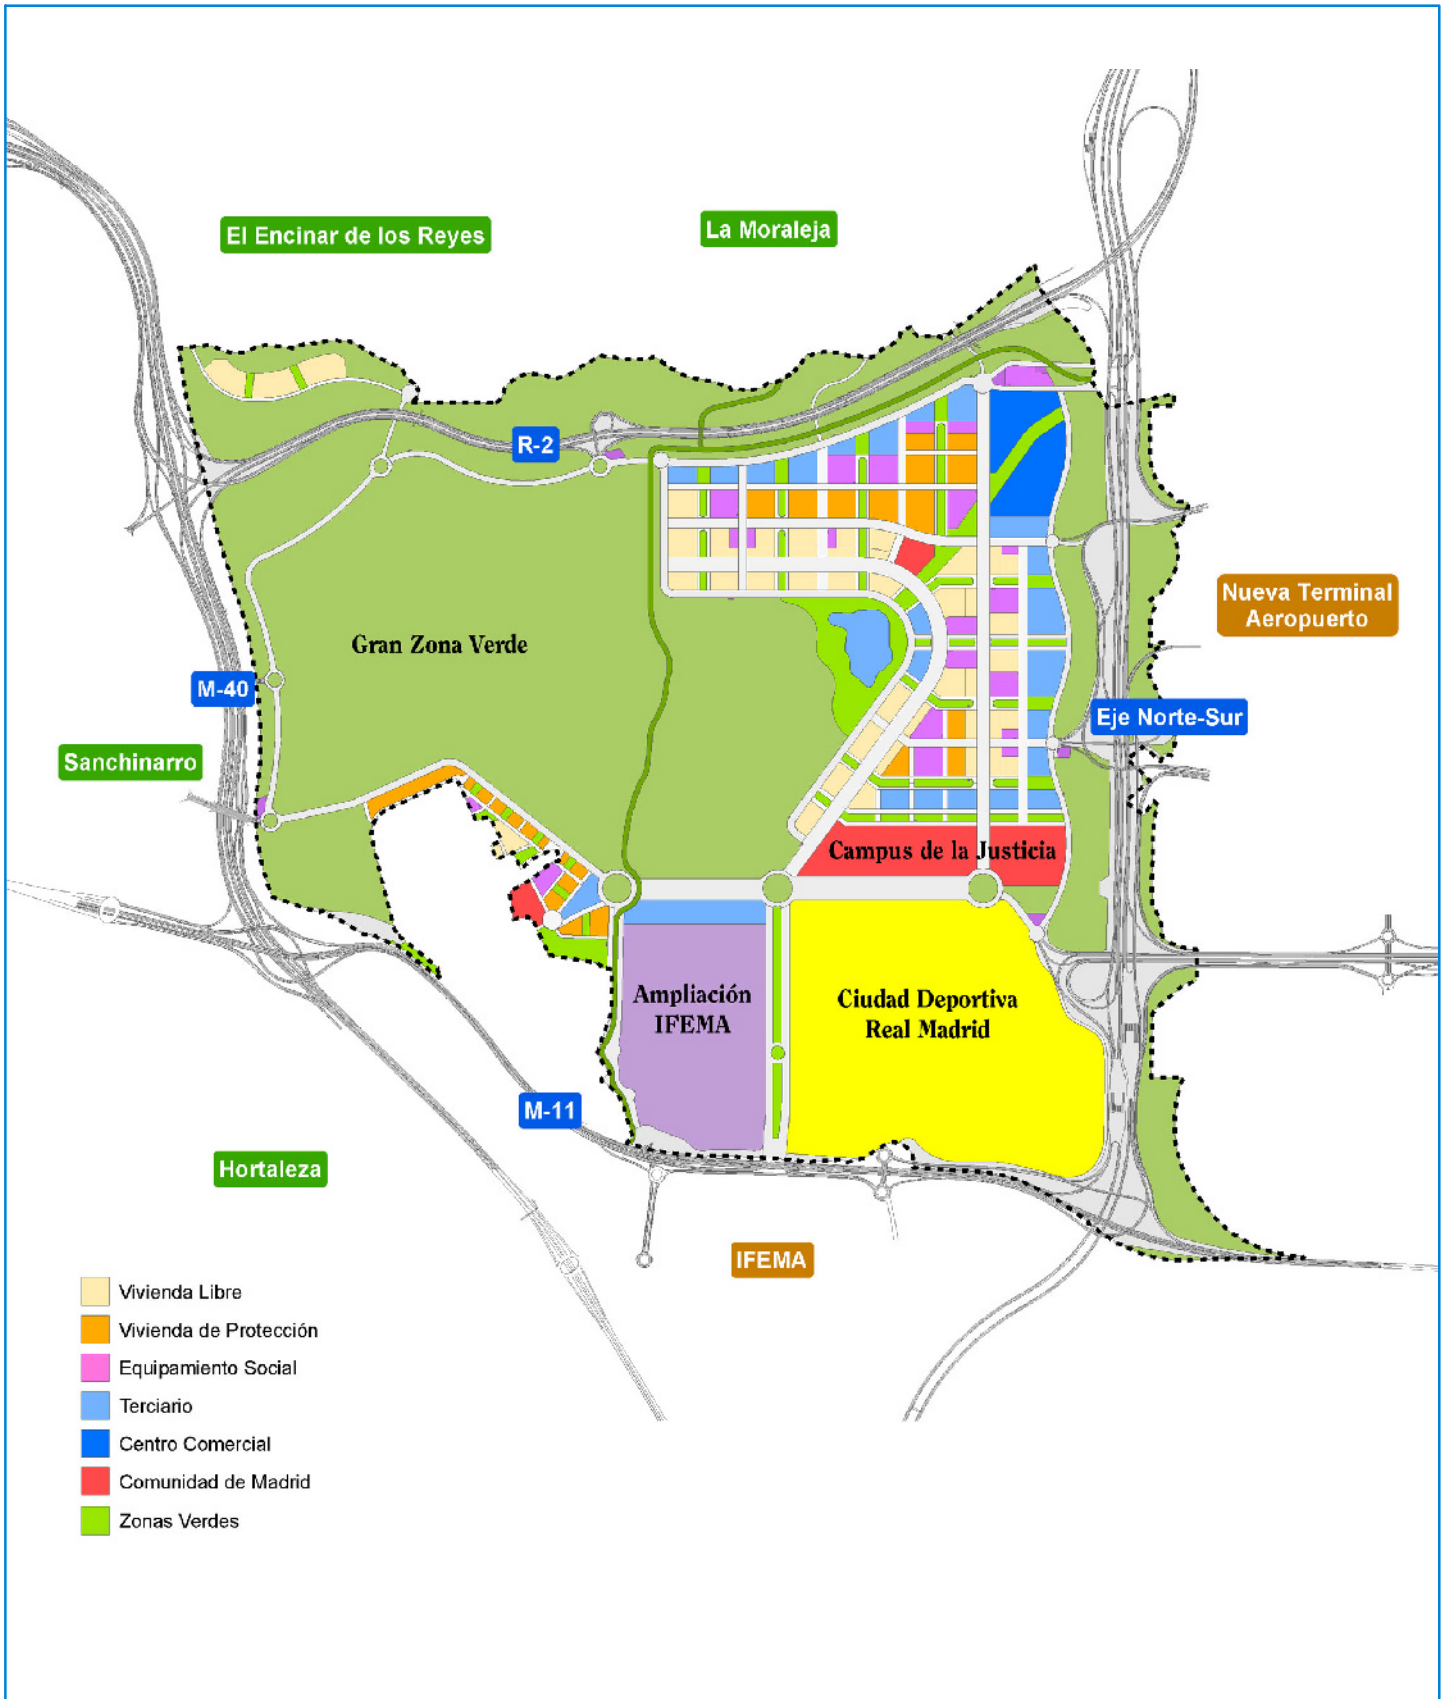 La Moraleja
El Encinar de los Reyes
R-2
Nueva Terminal
Aeropuerto
Gran Zona Verde
M-40
Eje Norte-Sur
Sanchinarro
Campus de la Justicia
Ampliación
IFEMA
Ciudad Deportiva
Real Madrid
M-11
Hortaleza
IFEMA
Vivienda Libre
Vivienda de Protección
Equipamiento Social
Terciario
Centro Comercial
Comunidad de Madrid
Zonas Verdes